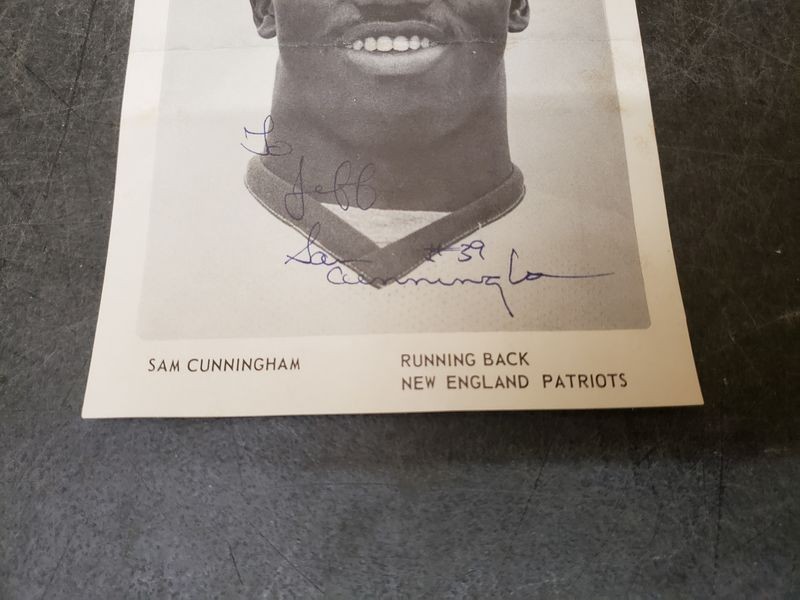 To
Jeff
Sam #39
Cunningham
SAM CUNNINGHAM
RUNNING BACK
NEW ENGLAND PATRIOTS